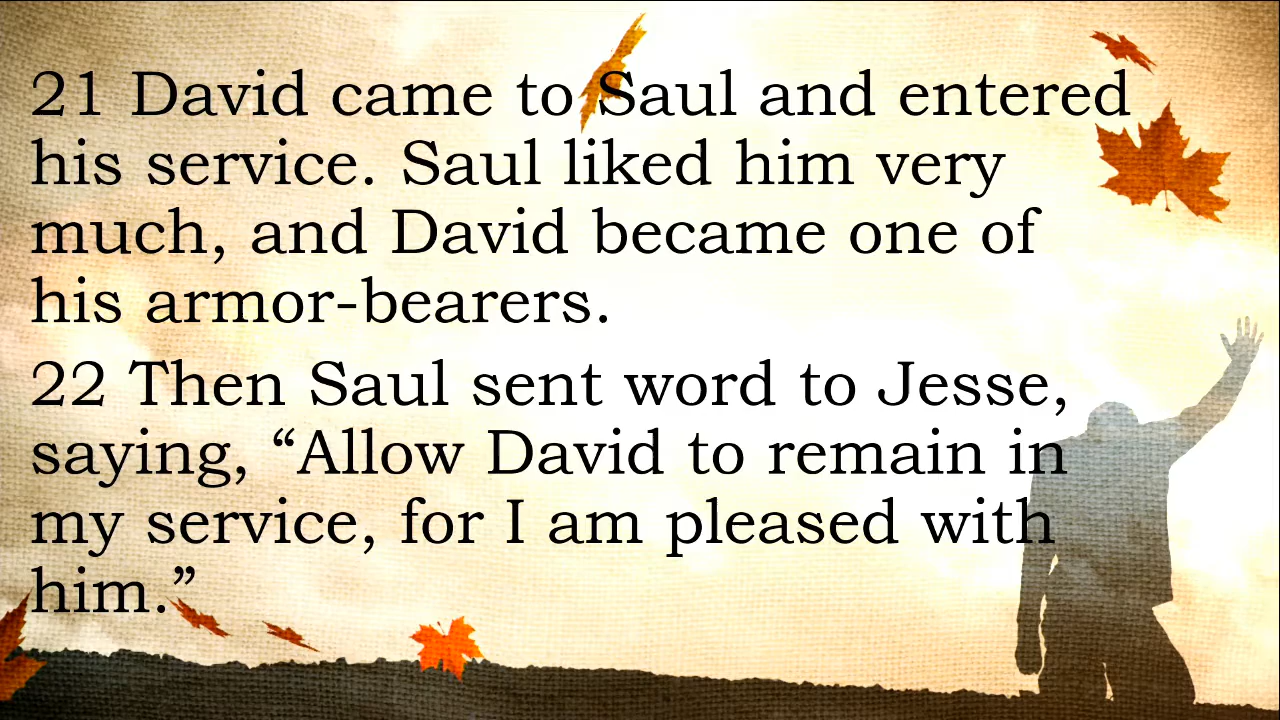 21 David came to Saul and entered
his service. Saul liked him very
much, and David became one of
his armor-bearers.
22 Then Saul sent word to Jesse,
saying, “Allow David to remain in
my service, for I am pleased with
him.”